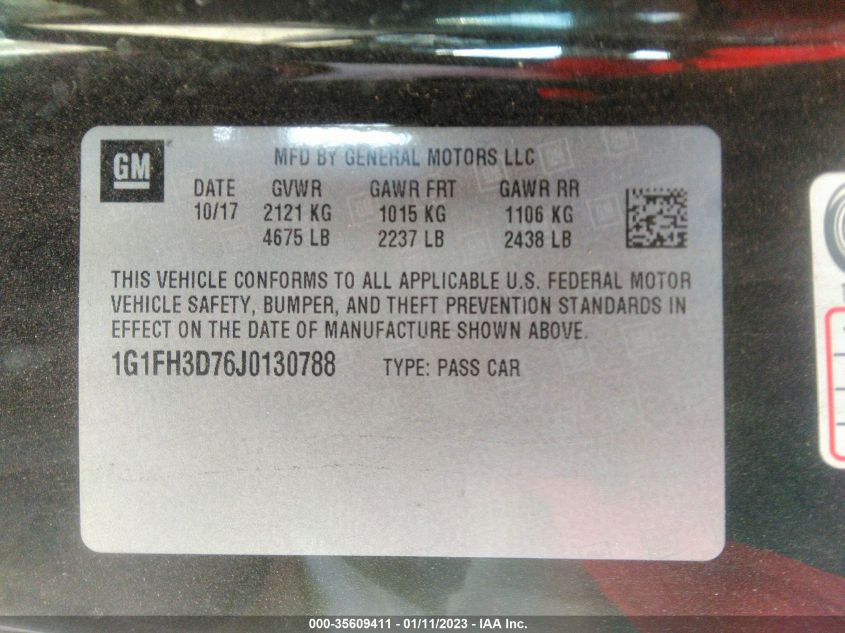 GM
MFD BY GENERAL MOTORS LLC
DATE GVWR GAWR FRT GAWR RR
10/17 2121 KG 1015 KG 1106 KG
4675 LB 2237 LB 2438 LB
THIS VEHICLE CONFORMS TO ALL APPLICABLE U.S. FEDERAL MOTOR
VEHICLE SAFETY, BUMPER, AND THEFT PREVENTION STANDARDS IN
EFFECT ON THE DATE OF MANUFACTURE SHOWN ABOVE.
1G1FH3D76J0130788 TYPE: PASS CAR
000-35609411 - 01/11/2023 - IAA Inc.